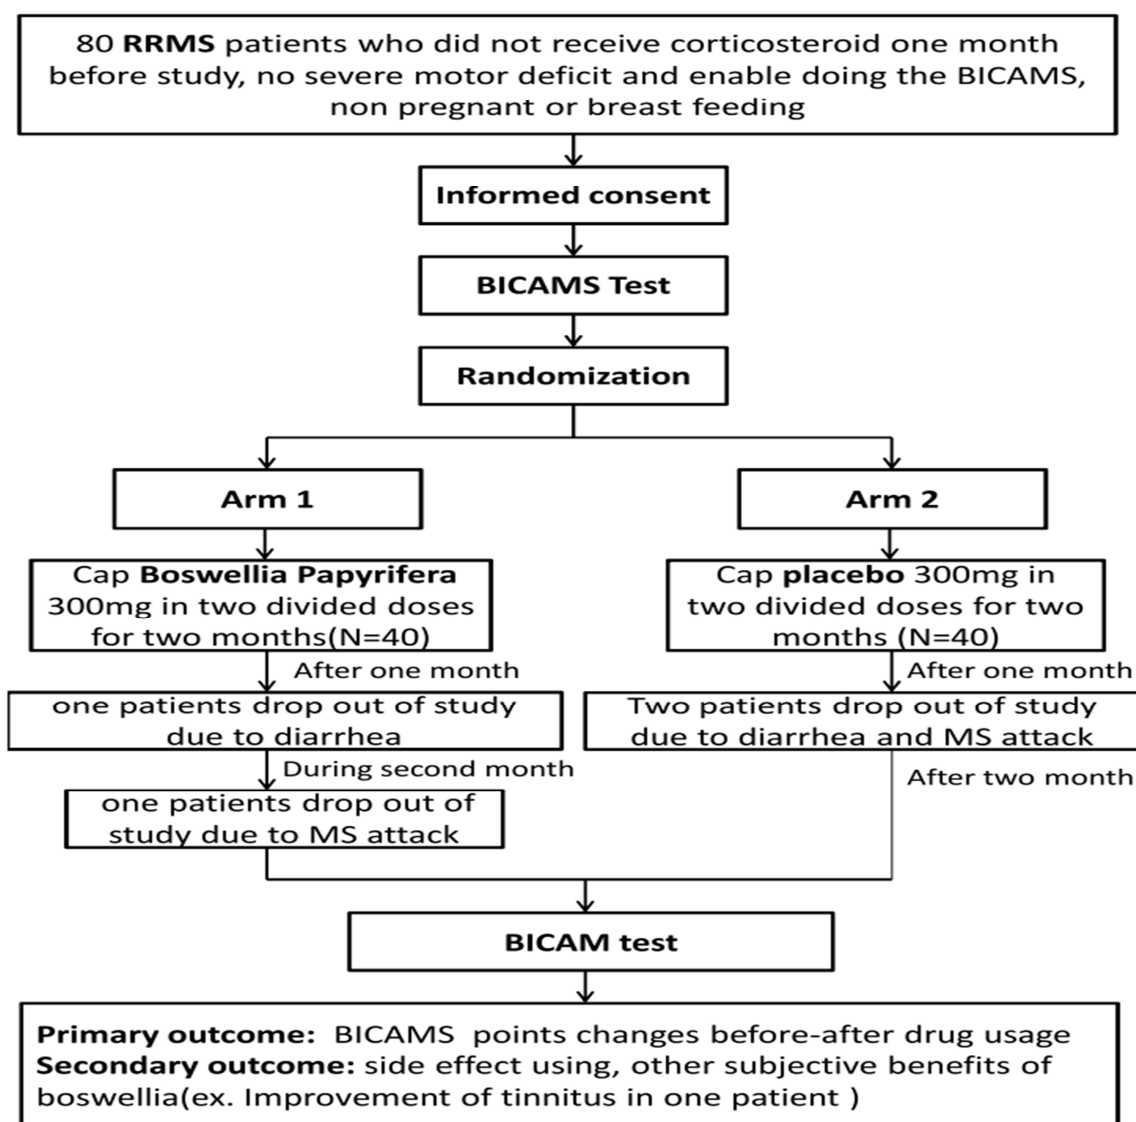 80 RRMS patients who did not receive corticosteroid one month
before study, no severe motor deficit and enable doing the BICAMS,
non pregnant or breast feeding
Informed consent
BICAMS Test
Randomization
Arm 1
Arm 2
Cap Boswellia Papyrifera
300mg in two divided doses
for two months(N=40)
Cap placebo 300mg in
two divided doses for two
months (N=40)
After one month
After one month
one patients drop out of study
due to diarrhea
Two patients drop out of study
due to diarrhea and MS attack
During second month
After two month
one patients drop out of
study due to MS attack
BICAM test
Primary outcome: BICAMS points changes before-after drug usage
Secondary outcome: side effect using, other subjective benefits of
boswellia(ex. Improvement of tinnitus in one patient )